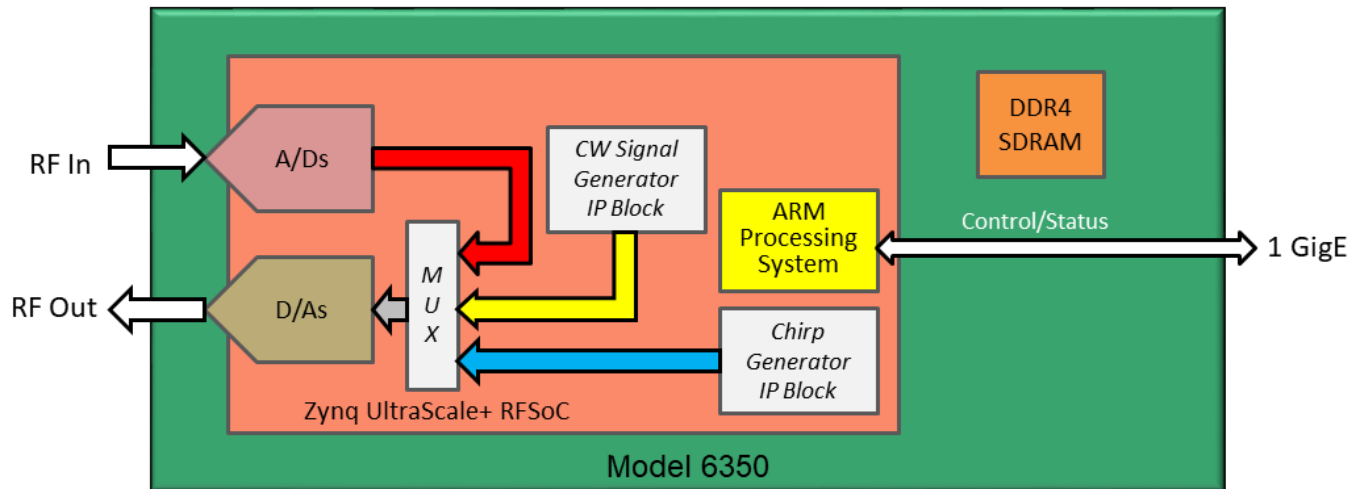 RF In
A/Ds
CW Signal
Generator
IP Block
DDR4
SDRAM
ARM
Processing
System
Control/Status
1 GigE
RF Out
D/As
M
U
X
Chirp
Generator
IP Block
Zynq UltraScale+ RFSoC
Model 6350